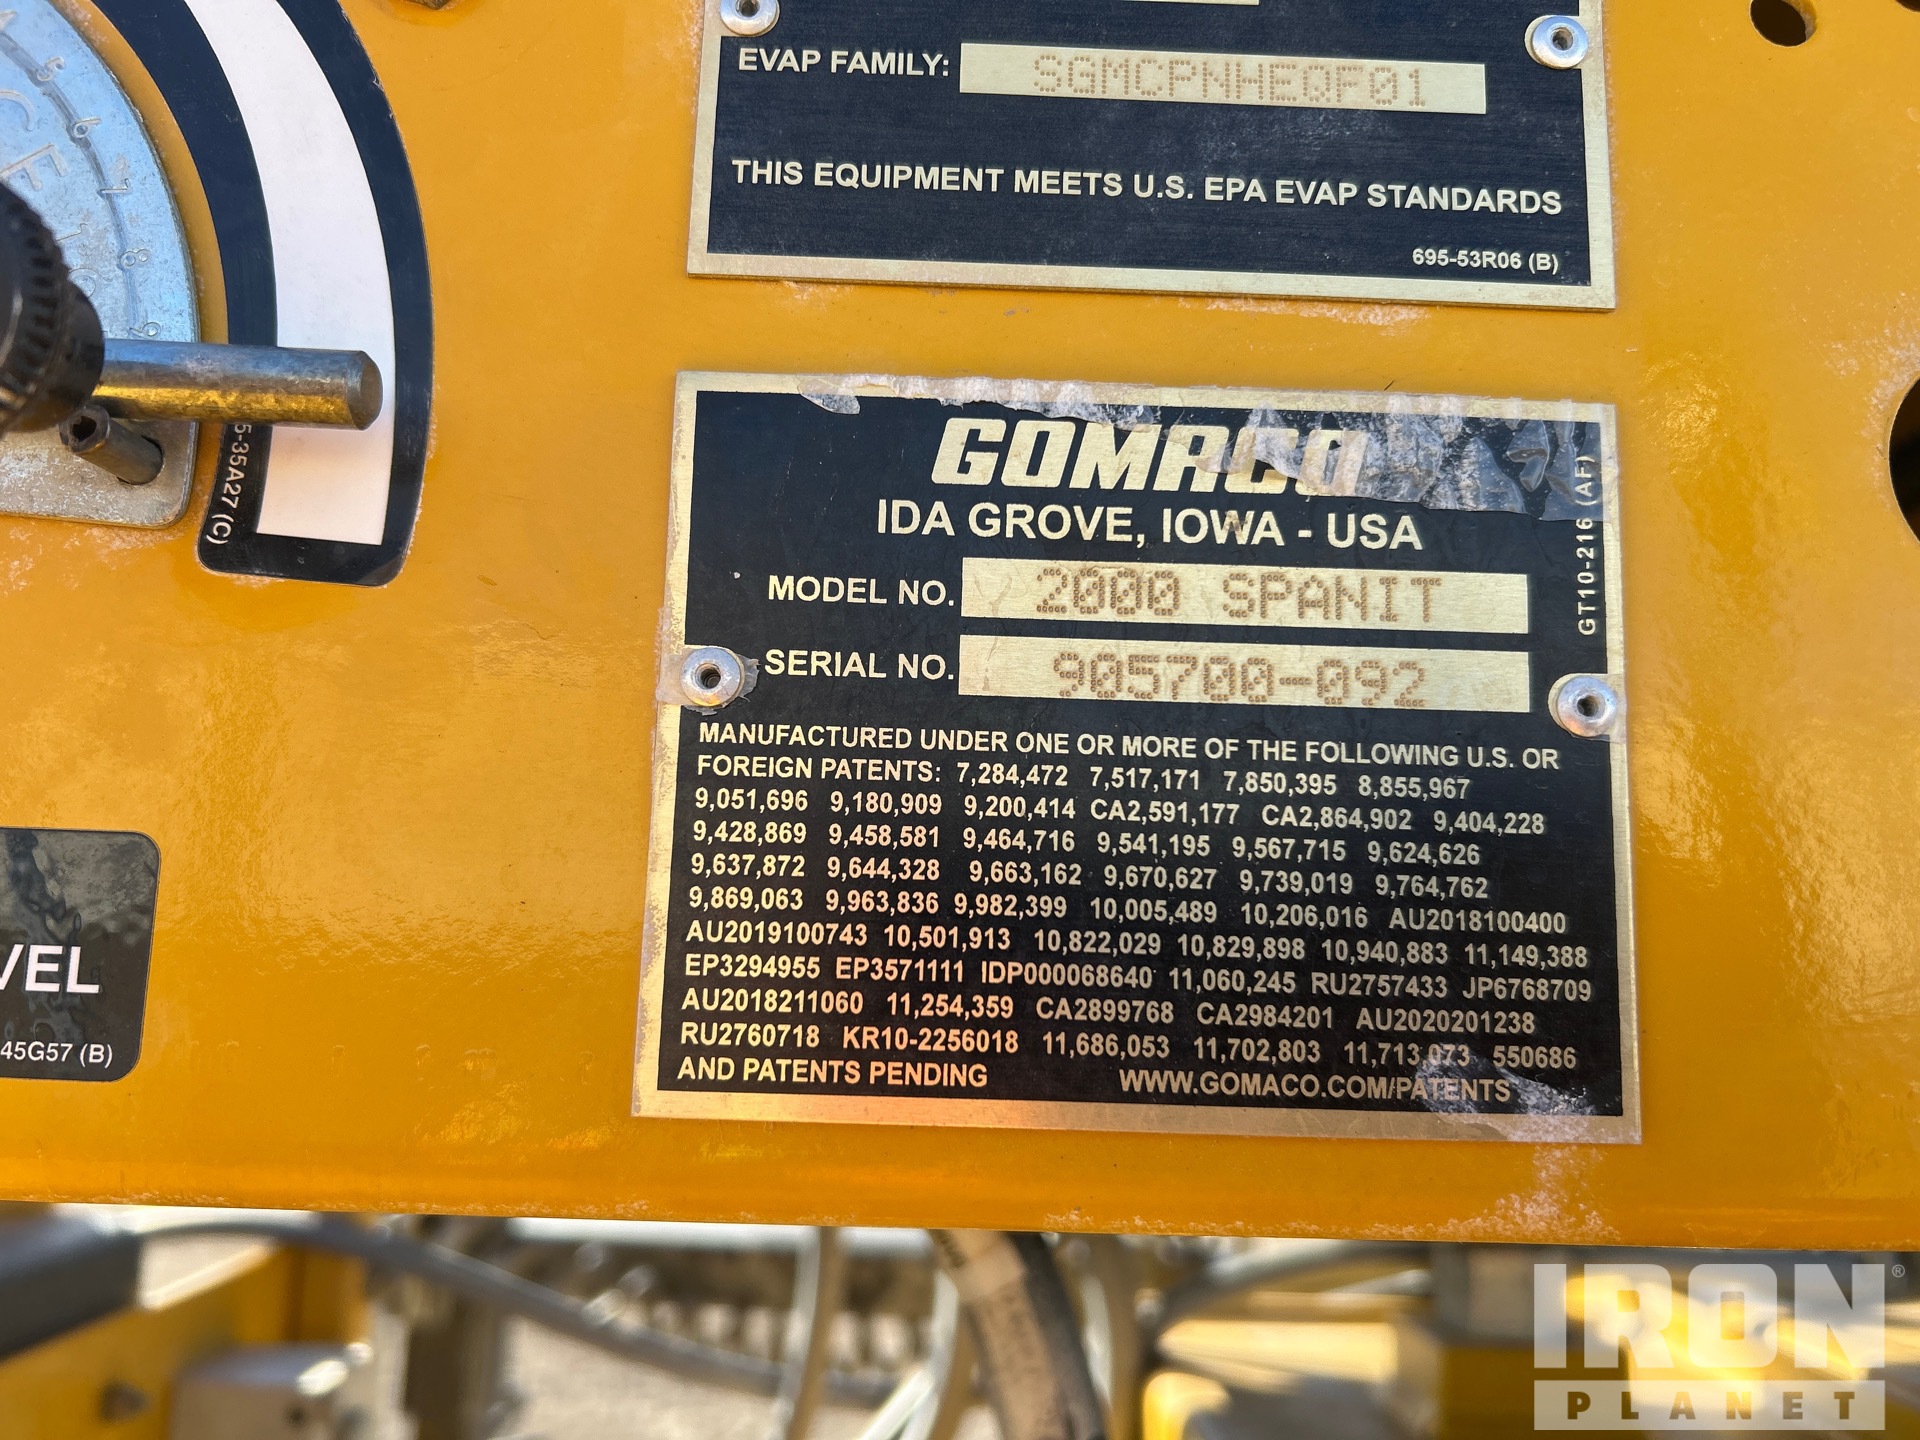 EVAP FAMILY: SGMCPNHEQF01
THIS EQUIPMENT MEETS U.S. EPA EVAP STANDARDS
695-53R06 (B)
5 6 7 8 9
5-35A27 (C)
GOMACO
IDA GROVE, IOWA - USA
GT10-216 (AF)
MODEL NO. 2000 SPANIT
SERIAL NO. 905700-092
MANUFACTURED UNDER ONE OR MORE OF THE FOLLOWING U.S. OR
FOREIGN PATENTS: 7,284,472 7,517,171 7,850,395 8,855,967
9,051,696 9,180,909 9,200,414 CA2,591,177 CA2,864,902 9,404,228
9,428,869 9,458,581 9,464,716 9,541,195 9,567,715 9,624,626
9,637,872 9,644,328 9,663,162 9,670,627 9,739,019 9,764,762
9,869,063 9,963,836 9,982,399 10,005,489 10,206,016 AU2018100400
AU2019100743 10,501,913 10,822,029 10,829,898 10,940,883 11,149,388
EP3294955 EP3571111 IDP000068640 11,060,245 RU2757433 JP6768709
AU2018211060 11,254,359 CA2899768 CA2984201 AU2020201238
RU2760718 KR10-2256018 11,686,053 11,702,803 11,713,073 550686
AND PATENTS PENDING WWW.GOMACO.COM/PATENTS
VEL
45G57 (B)
IRON
PLANET